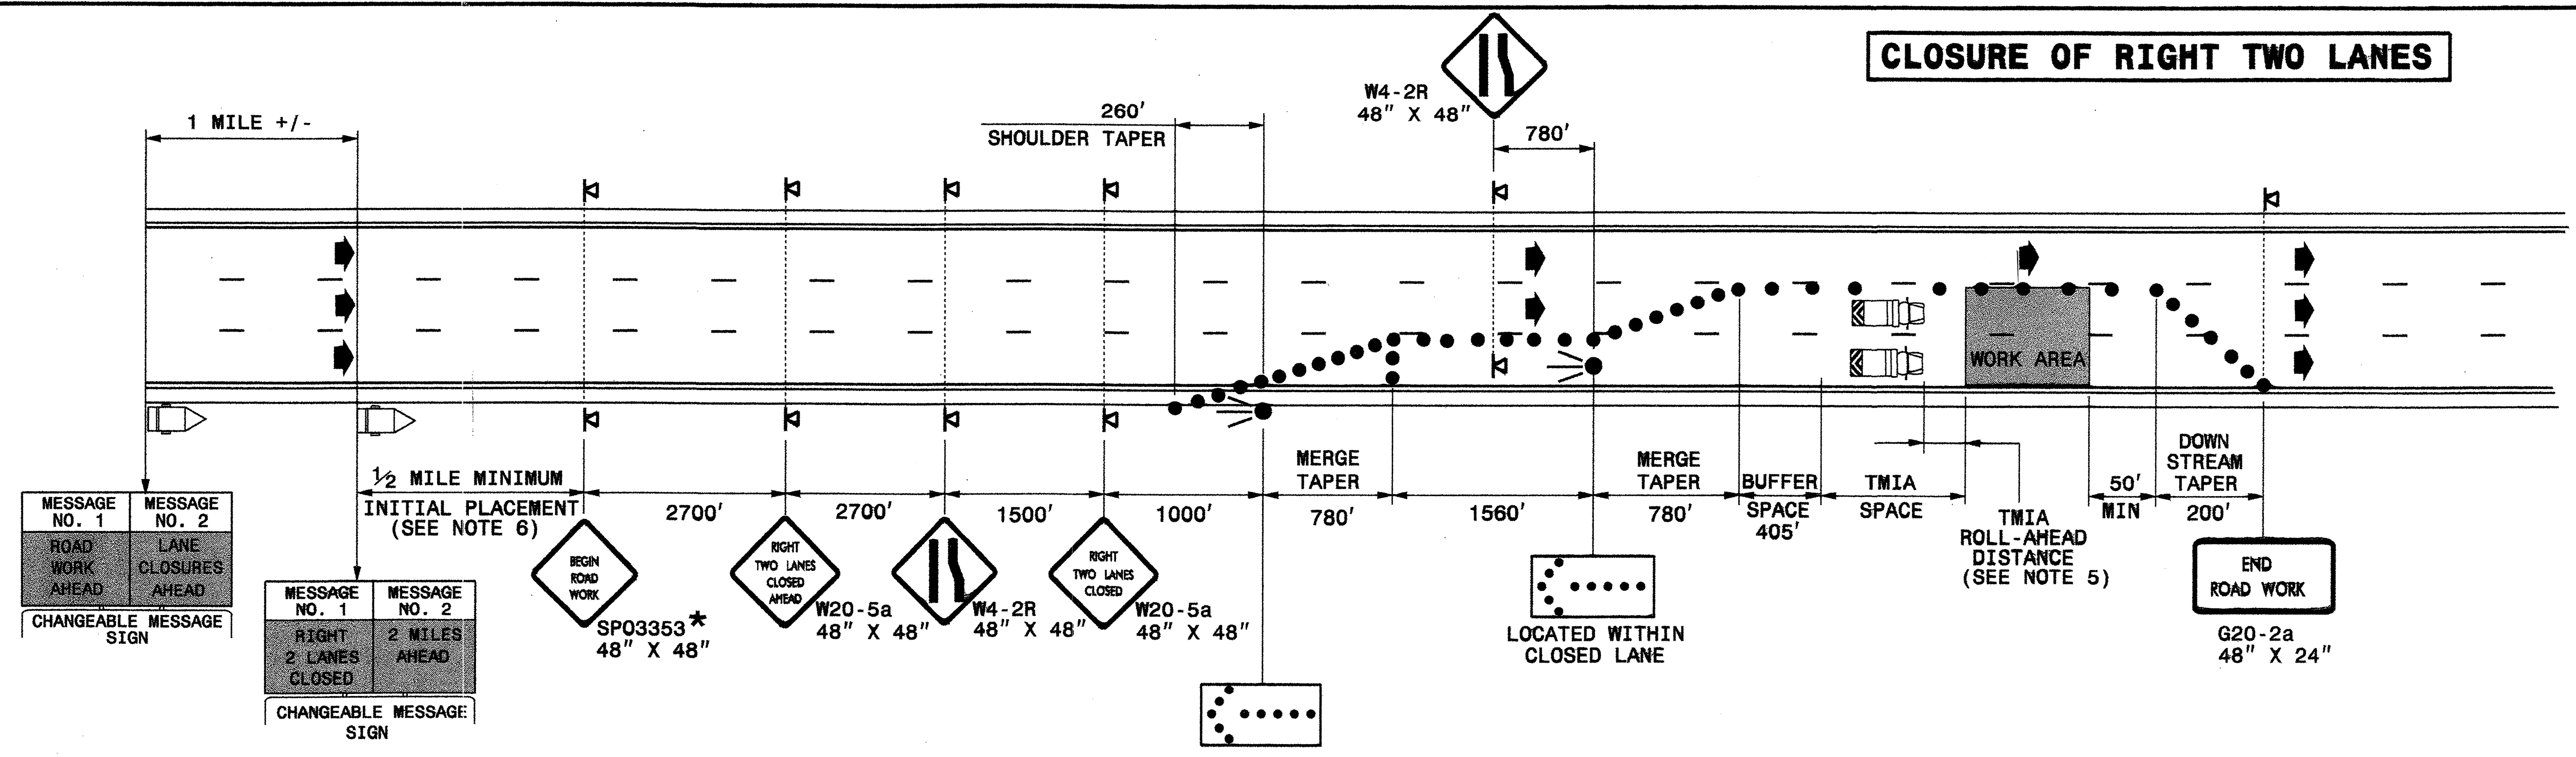 CLOSURE OF RIGHT TWO LANES
W4-2R
48" X 48"
1 MILE +/-
260'
SHOULDER TAPER
780'
WORK AREA
1/2 MILE MINIMUM
INITIAL PLACEMENT
(SEE NOTE 6)
2700'
2700'
1500'
1000'
MERGE
TAPER
780'
1560'
MERGE
TAPER
780'
BUFFER
SPACE
405'
TMIA
SPACE
TMIA
ROLL-AHEAD
DISTANCE
(SEE NOTE 5)
50'
MIN
DOWN
STREAM
TAPER
200'
MESSAGE NO. 1
MESSAGE NO. 2
ROAD
WORK
AHEAD
LANE
CLOSURES
AHEAD
CHANGEABLE MESSAGE
SIGN
MESSAGE NO. 1
MESSAGE NO. 2
RIGHT
2 LANES
CLOSED
2 MILES
AHEAD
CHANGEABLE MESSAGE
SIGN
BEGIN
ROAD
WORK
SP03353*
48" X 48"
RIGHT
TWO LANES
CLOSED
AHEAD
W20-5a
48" X 48"
W4-2R
48" X 48"
RIGHT
TWO LANES
CLOSED
W20-5a
48" X 48"
LOCATED WITHIN
CLOSED LANE
END
ROAD WORK
G20-2a
48" X 24"